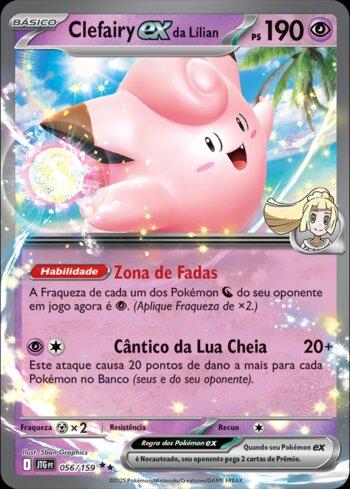 BÁSICO
Clefairy ex da Lílian PS 190
Habilidade Zona de Fadas
A Fraqueza de cada um dos Pokémon do seu oponente
em jogo agora é . (Aplique Fraqueza de ×2.)
Cântico da Lua Cheia 20+
Este ataque causa 20 pontos de dano a mais para cada
Pokémon no Banco (seus e do seu oponente).
Fraqueza ×2 Resistência Recuo
Ilust. 5ban Graphics
Regra dos Pokémon ex Quando seu Pokémon ex
é Nocauteado, seu oponente pega 2 cartas de Prêmio.
I JTG PT 056/159
©2025 Pokémon/Nintendo/Creatures/GAME FREAK